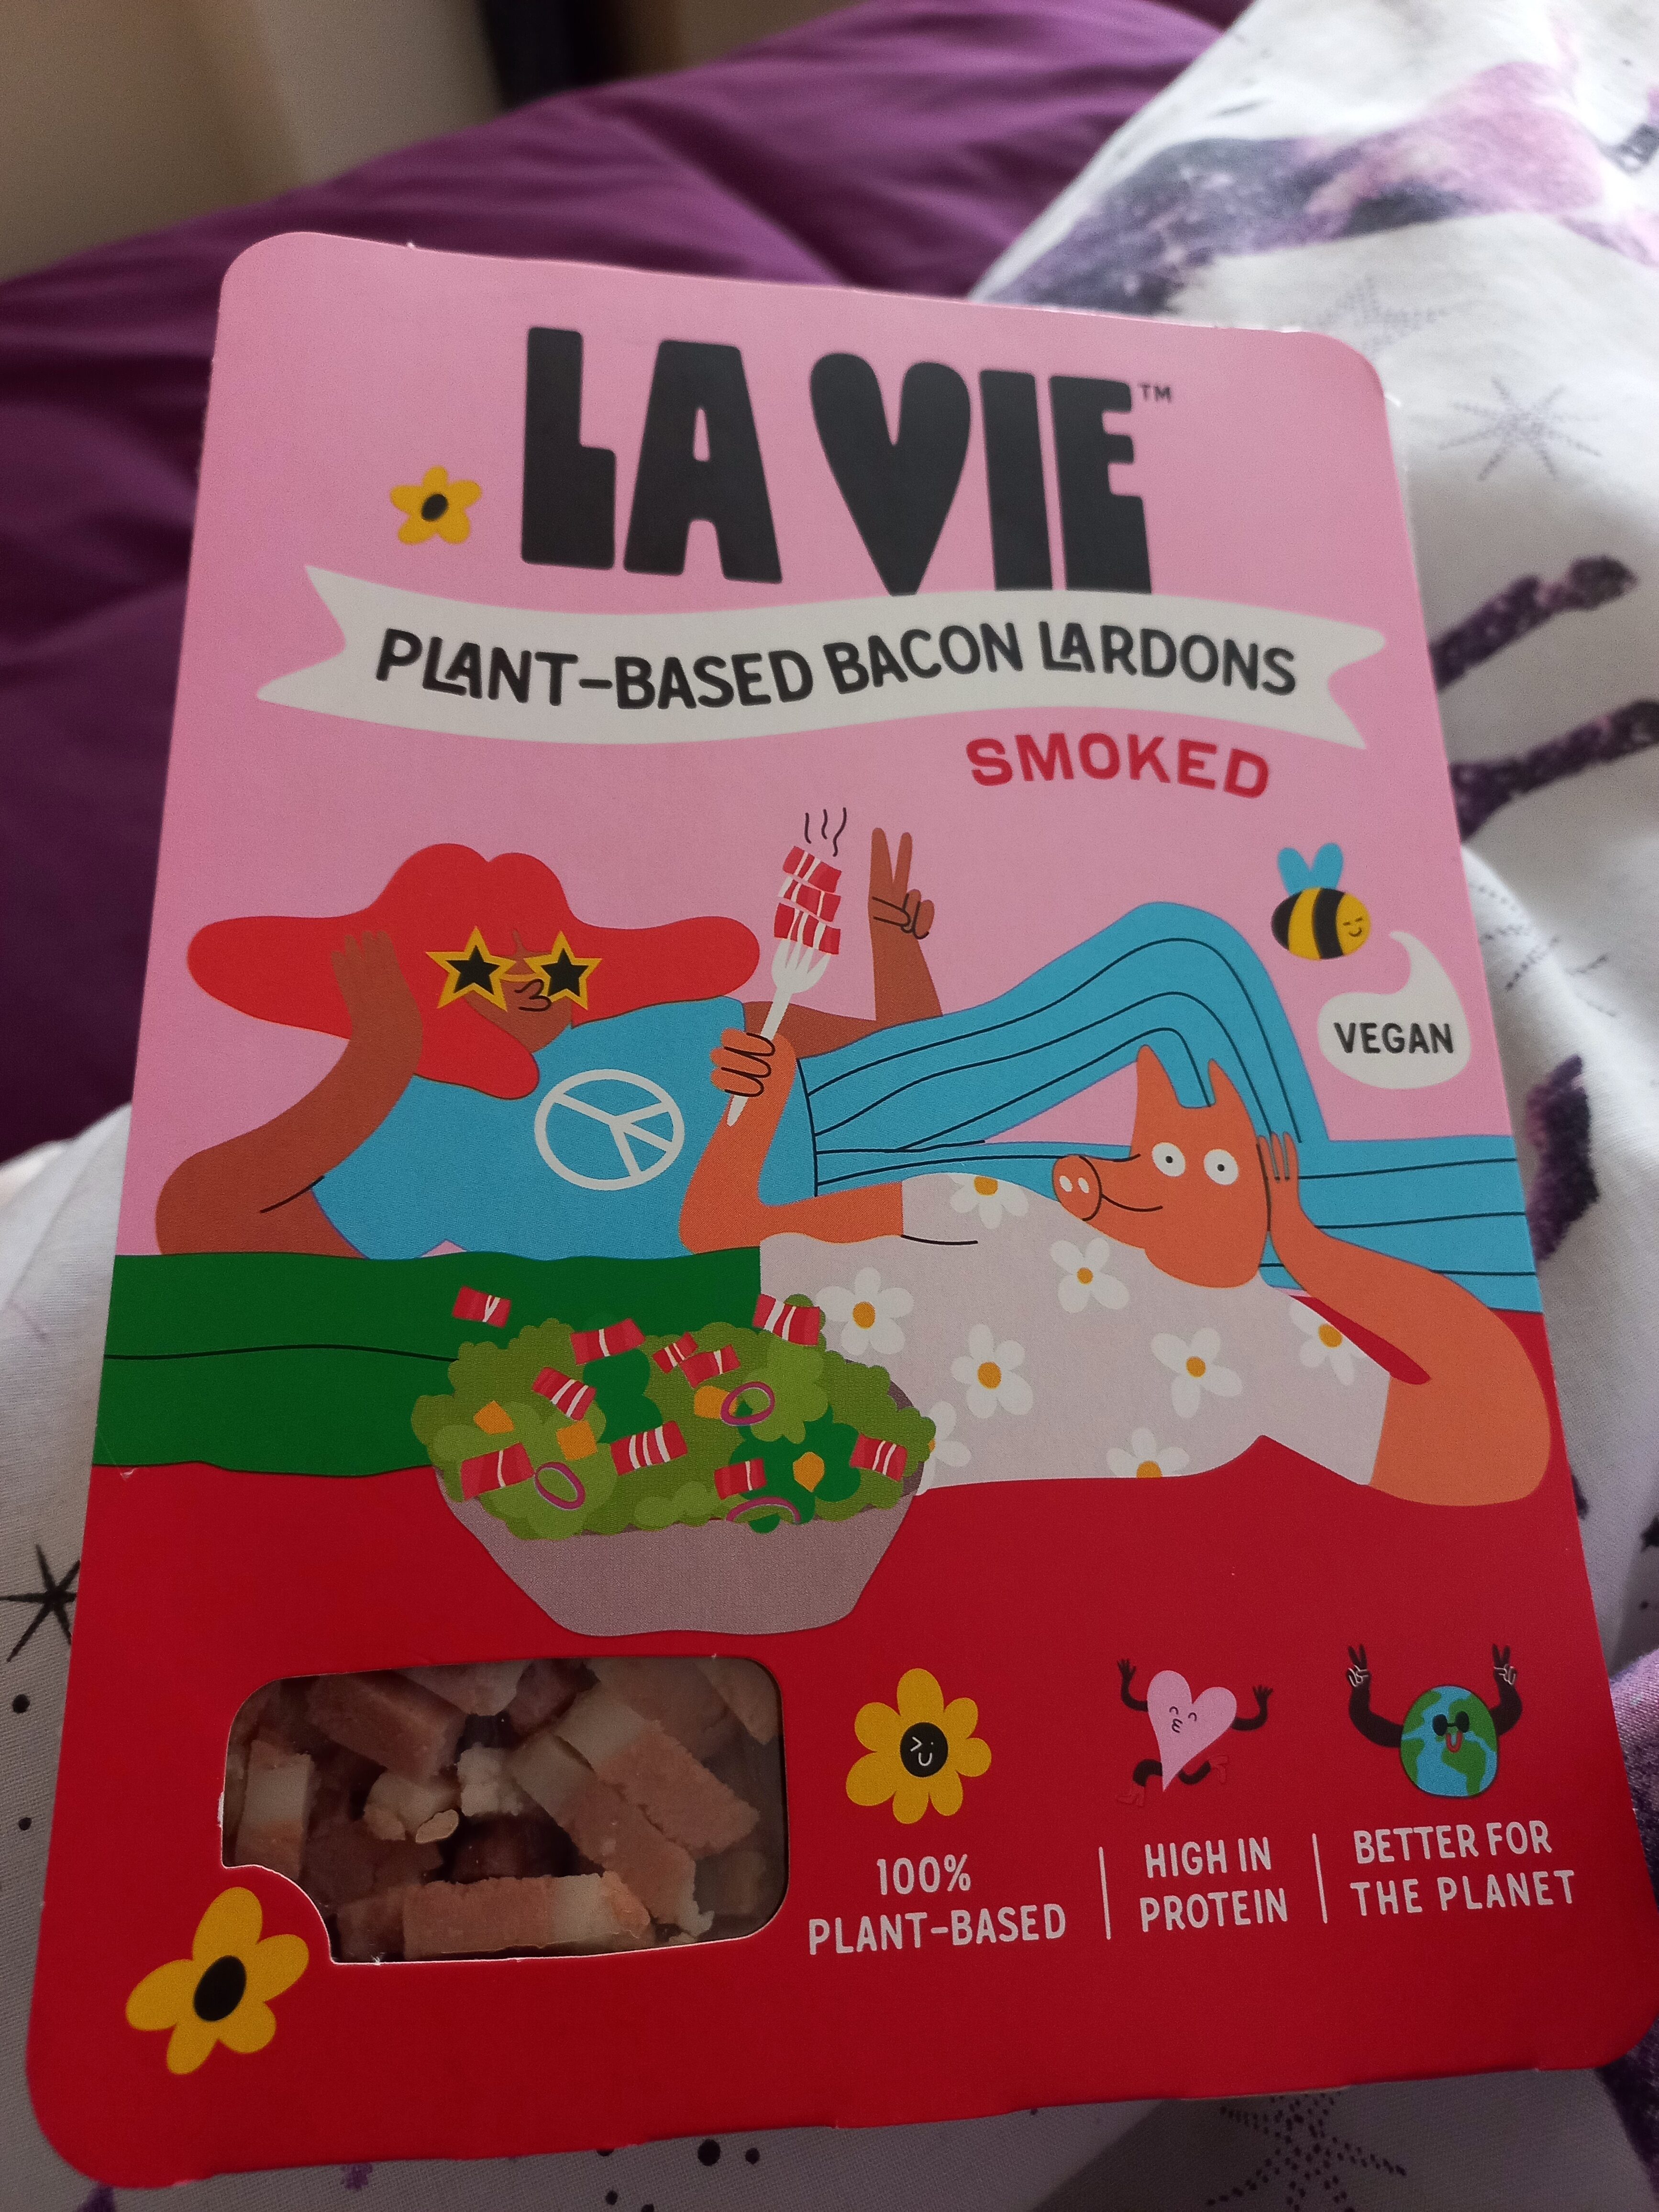 LA VIE™
PLANT-BASED BACON LARDONS
SMOKED
VEGAN
100%
PLANT-BASED
HIGH IN
PROTEIN
BETTER FOR
THE PLANET